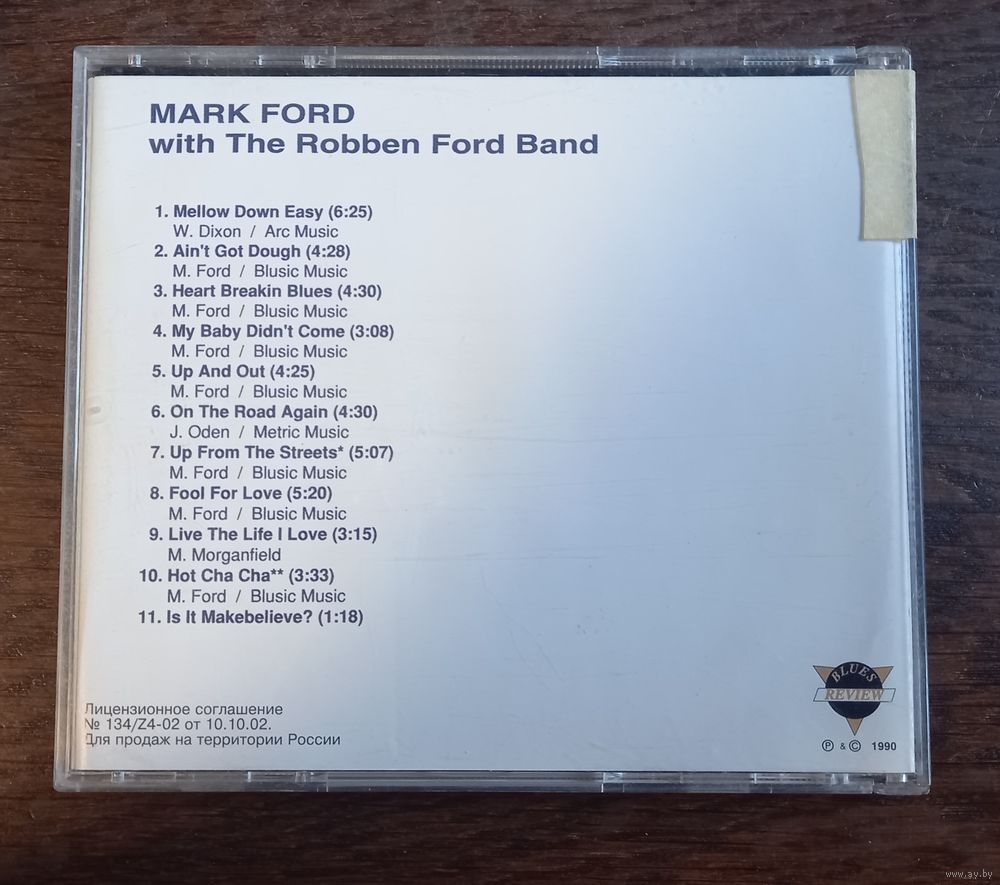 MARK FORD
with The Robben Ford Band
1. Mellow Down Easy (6:25)
W. Dixon / Arc Music
2. Ain't Got Dough (4:28)
M. Ford / Blusic Music
3. Heart Breakin Blues (4:30)
M. Ford / Blusic Music
4. My Baby Didn't Come (3:08)
M. Ford / Blusic Music
5. Up And Out (4:25)
M. Ford / Blusic Music
6. On The Road Again (4:30)
J. Oden / Metric Music
7. Up From The Streets* (5:07)
M. Ford / Blusic Music
8. Fool For Love (5:20)
M. Ford / Blusic Music
9. Live The Life I Love (3:15)
M. Morganfield
10. Hot Cha Cha** (3:33)
M. Ford / Blusic Music
11. Is It Makebelieve? (1:18)
Лицензионное соглашение
№ 134/Z4-02 от 10.10.02.
Для продаж на территории России
BLUES
REVIEW
℗ & © 1990
www.ay.by